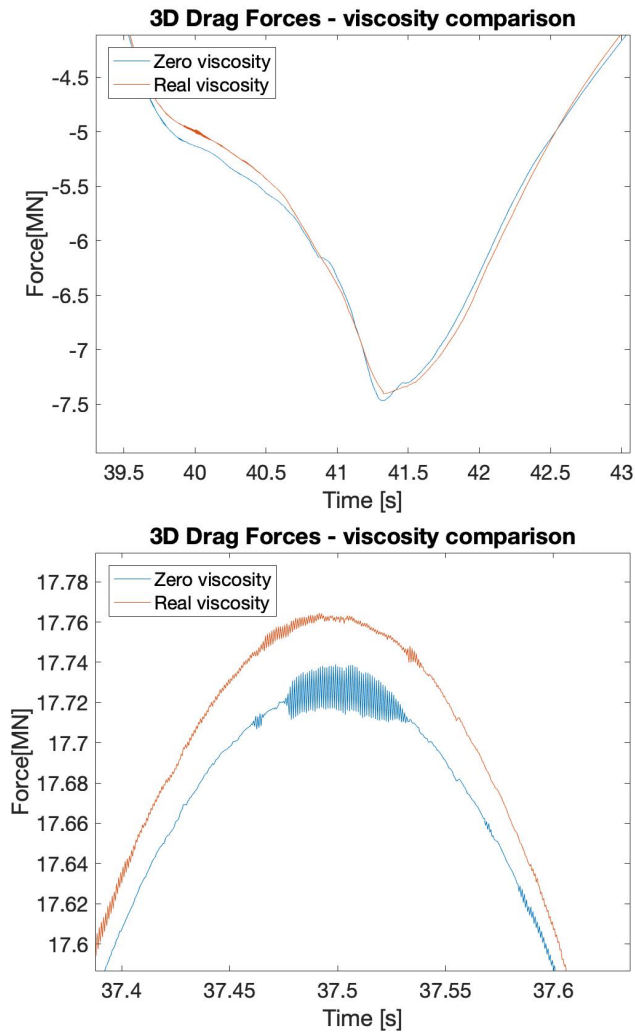 3D Drag Forces - viscosity comparison
Zero viscosity
Real viscosity
-4.5
-5
-5.5
-6
-6.5
-7
-7.5
Force[MN]
39.5 40 40.5 41 41.5 42 42.5 43
Time [s]
3D Drag Forces - viscosity comparison
Zero viscosity
Real viscosity
17.78
17.76
17.74
17.72
17.7
17.68
17.66
17.64
17.62
17.6
Force[MN]
37.4 37.45 37.5 37.55 37.6
Time [s]